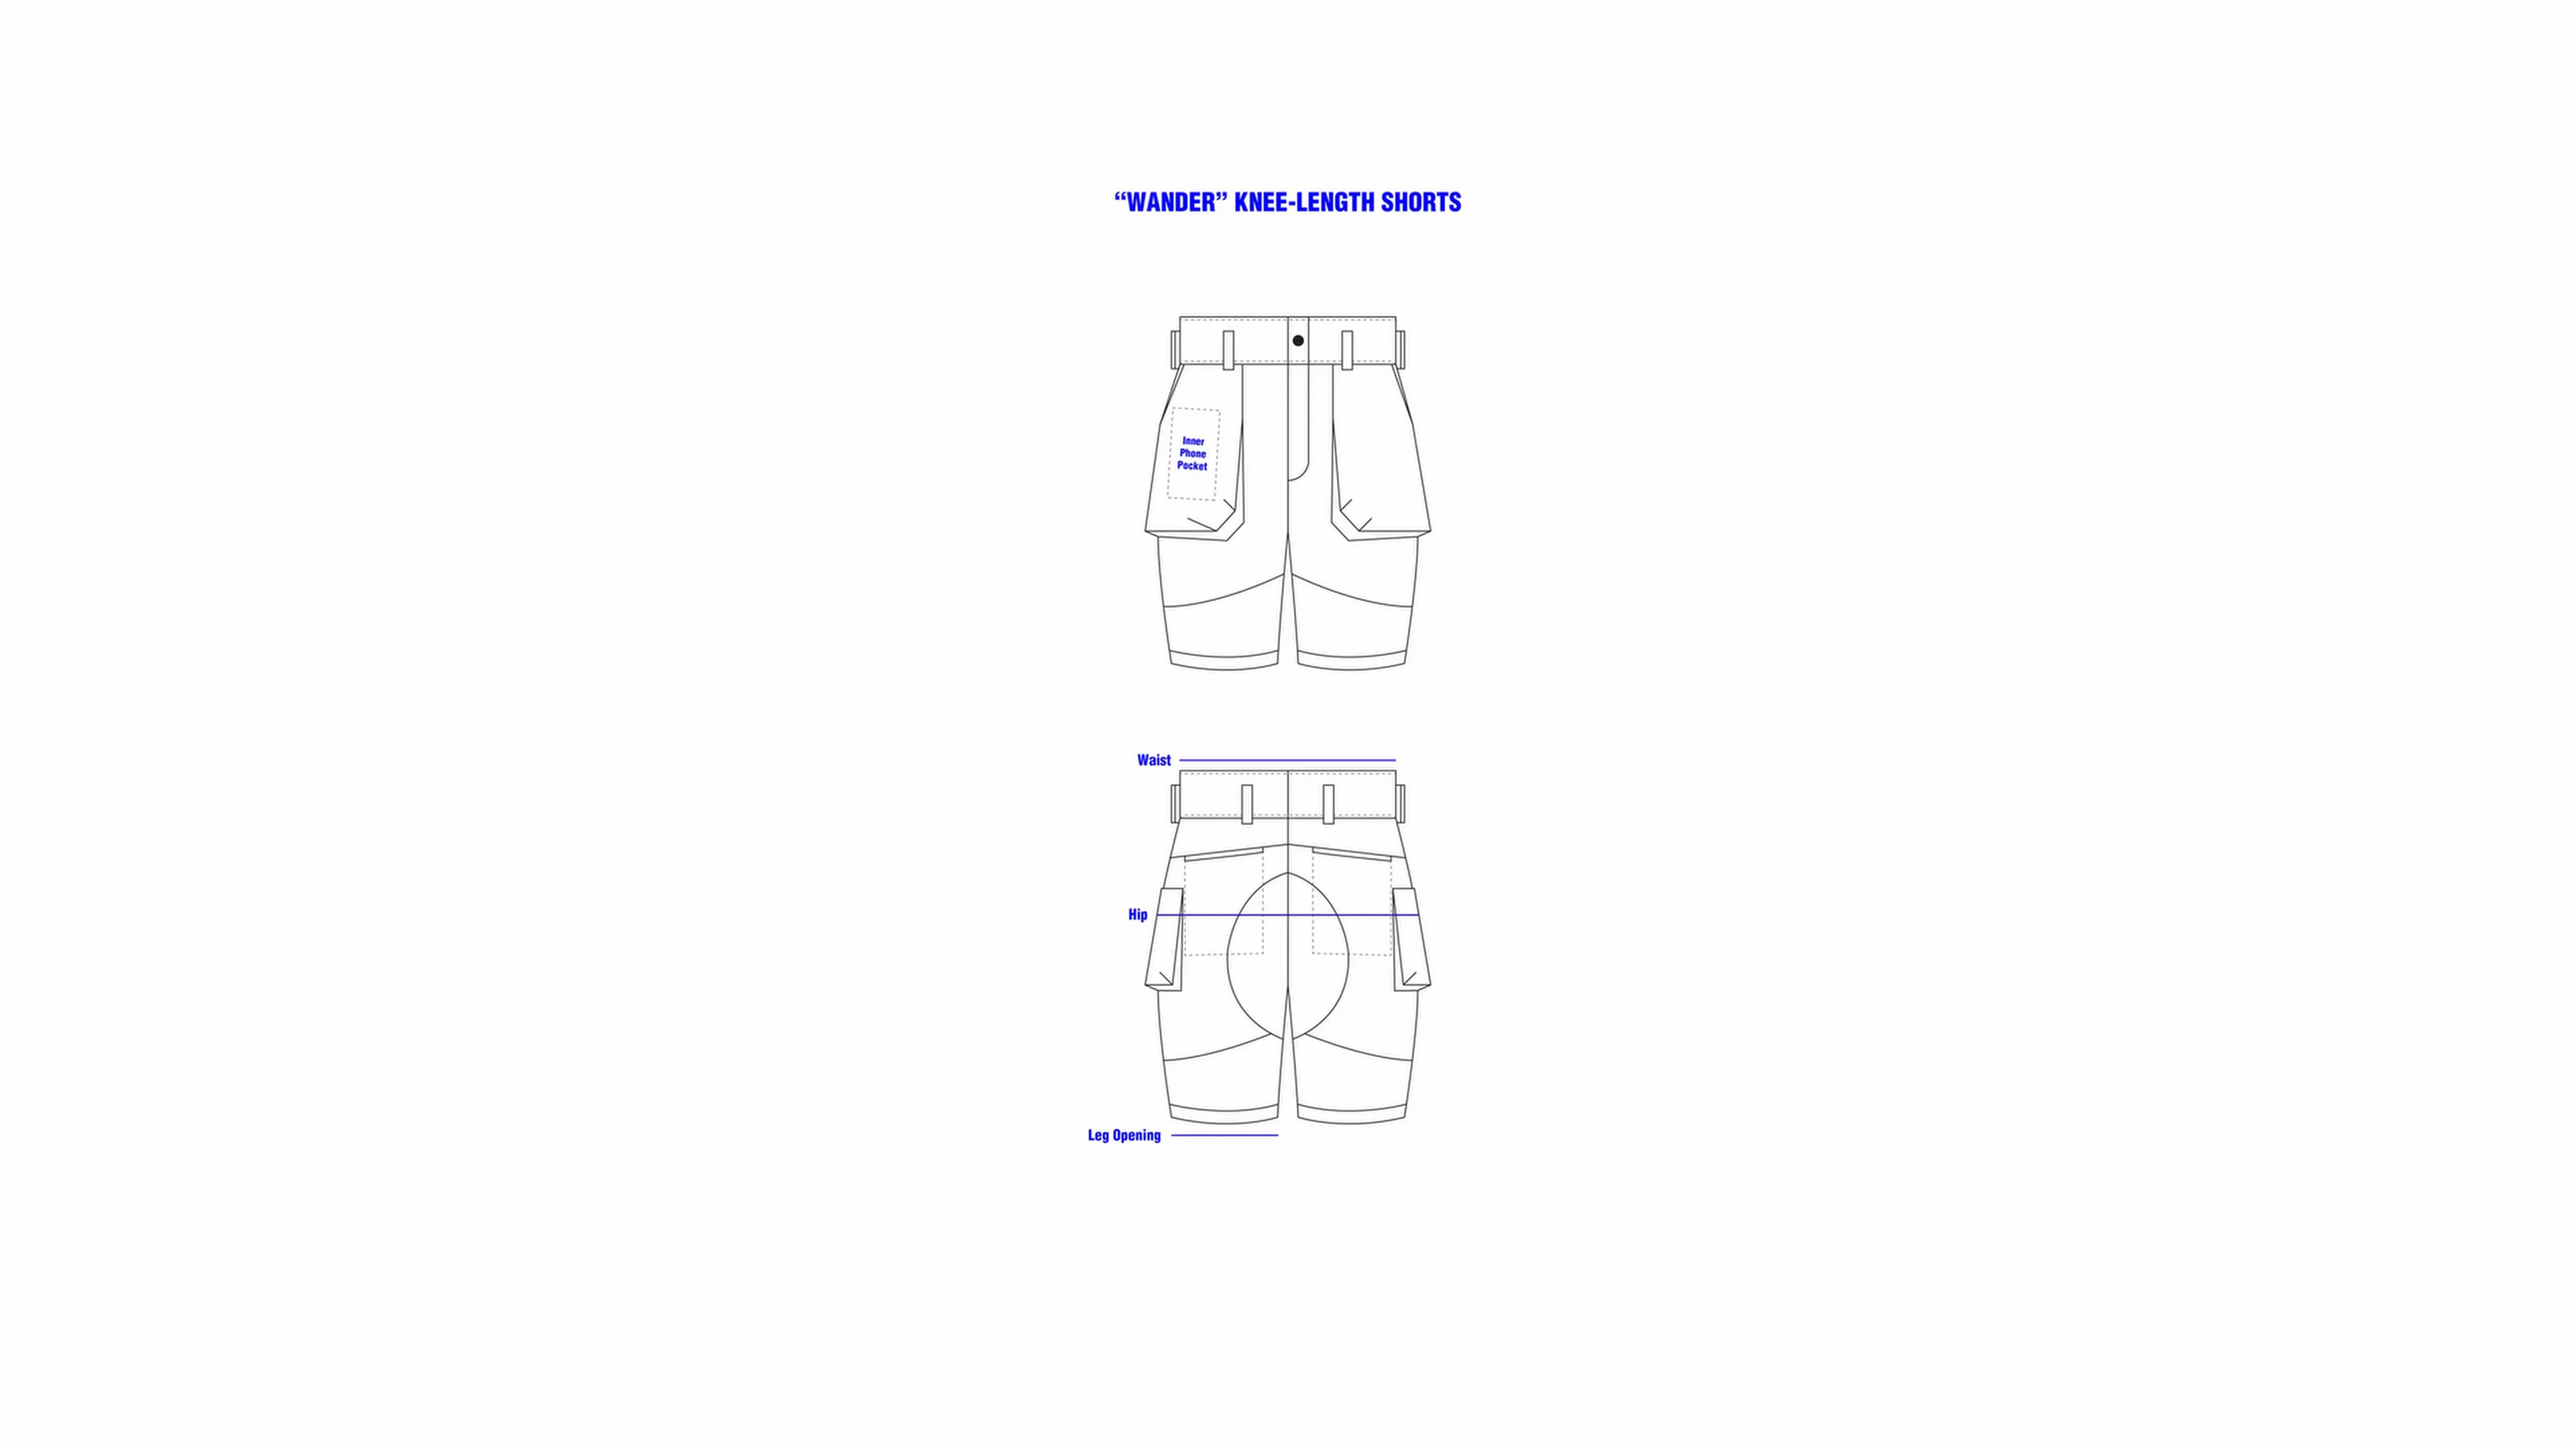 “WANDER” KNEE-LENGTH SHORTS
Inner
Phone
Pocket
Waist
Hip
Leg Opening